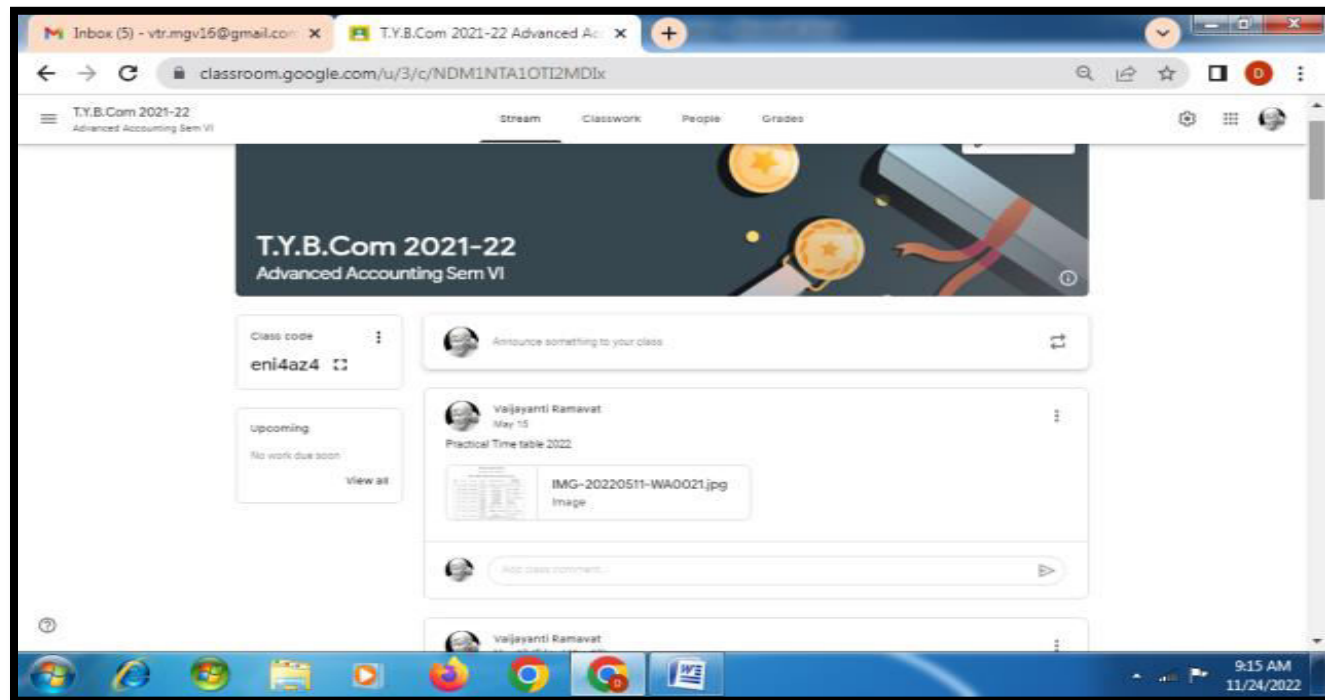 Inbox (5) - vtr.mgv16@gmail.con
T.Y.B.Com 2021-22 Advanced Ac
classroom.google.com/u/3/c/NDM1NTA1OTI2MDIx
D
T.Y.B.Com 2021-22
Advanced Accounting Sem VI
Stream Classwork People Grades
T.Y.B.Com 2021-22
Advanced Accounting Sem VI
Class code
eni4az4
Announce something to your class
Upcoming
No work due soon
View all
Vaijayanti Ramavat
May 15
Practical Time table 2022
IMG-20220511-WA0021.jpg
Image
Add class comment...
Vaijayanti Ramavat
9:15 AM
11/24/2022